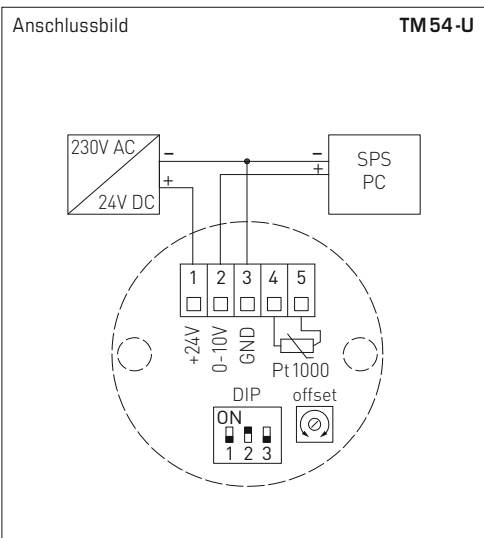 Anschlussbild TM54-U
230V AC
24V DC
–
+
–
+
SPS
PC
1 2 3 4 5
+24V
0-10V
GND
Pt1000
DIP
offset
ON
1 2 3